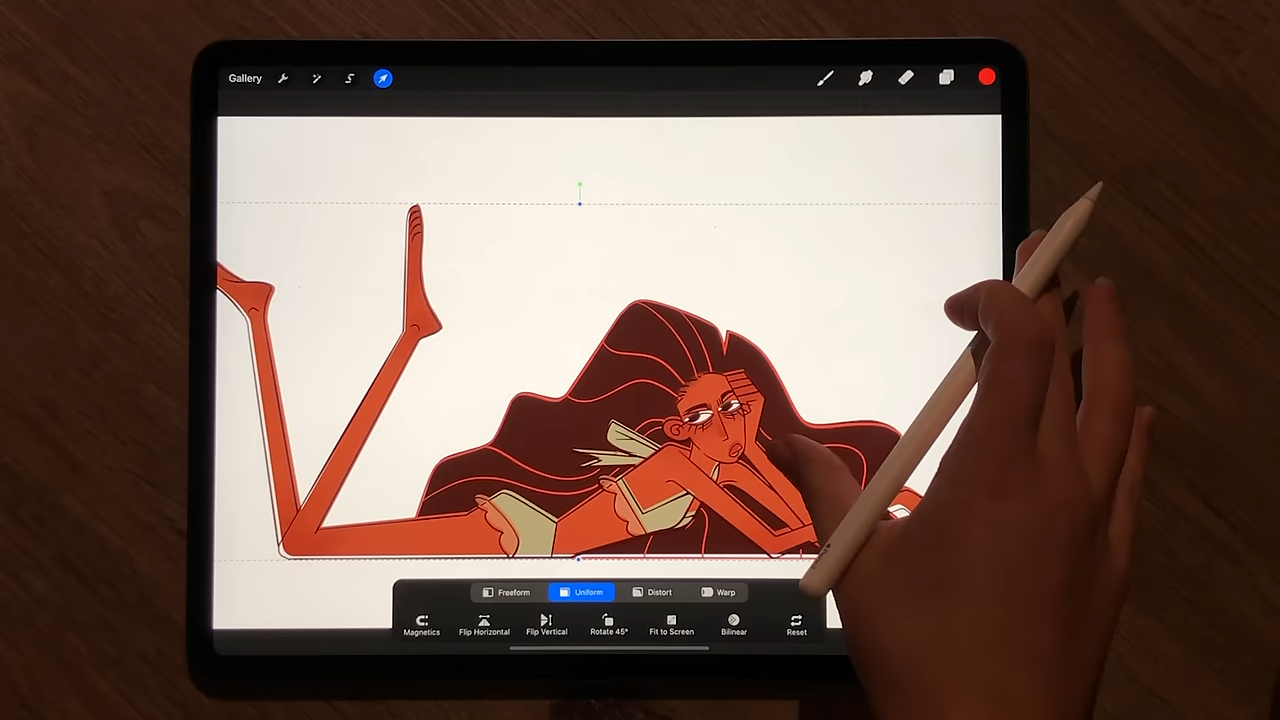 Gallery
Freeform Uniform Distort Warp
Magnetics Flip Horizontal Flip Vertical Rotate 45° Fit to Screen Bilinear Reset